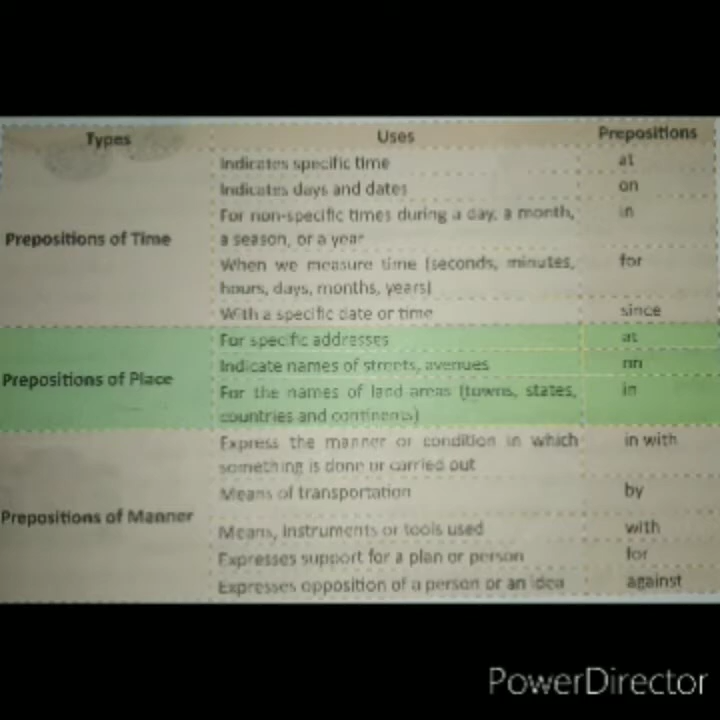 Types Uses Prepositions
Indicates specific time at
Indicates days and dates on
For non-specific times during a day, a month, in
Prepositions of Time a season, or a year
When we measure time (seconds, minutes, for
hours, days, months, years)
With a specific date or time since
For specific addresses at
Indicate names of streets, avenues on
Prepositions of Place For the names of land areas (towns, states, in
countries and continents)
Express the manner or condition in which in with
something is done or carried out
Means of transportation by
Prepositions of Manner
Means, instruments or tools used with
Expresses support for a plan or person for
Expresses opposition of a person or an idea against
PowerDirector